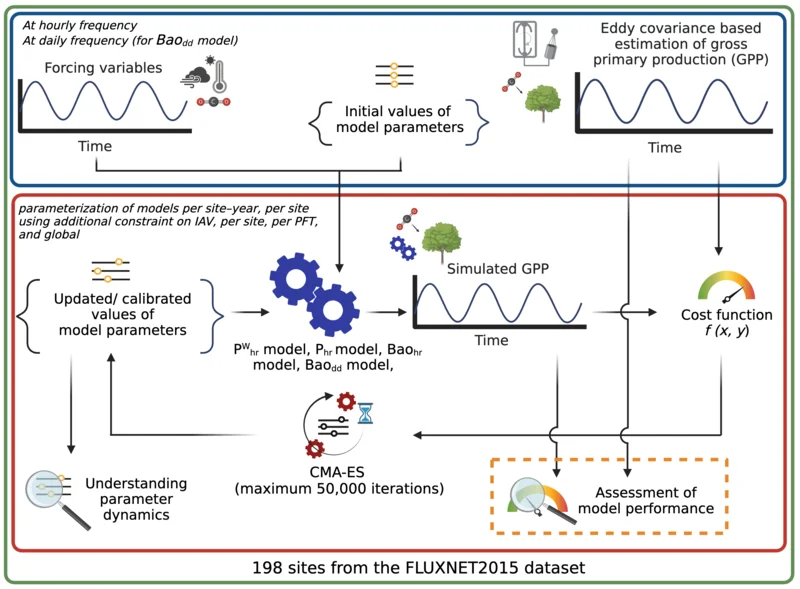 At hourly frequency
At daily frequency (for Bao_dd model)
Forcing variables
Time
Initial values of
model parameters
Eddy covariance based
estimation of gross
primary production (GPP)
Time
parameterization of models per site–year, per site
using additional constraint on IAV, per site, per PFT,
and global
Updated/ calibrated
values of
model parameters
P^W_hr model, P_hr model, Bao_hr
model, Bao_dd model,
Simulated GPP
Time
Cost function
f (x, y)
CMA-ES
(maximum 50,000 iterations)
Understanding
parameter
dynamics
Assessment of
model performance
198 sites from the FLUXNET2015 dataset